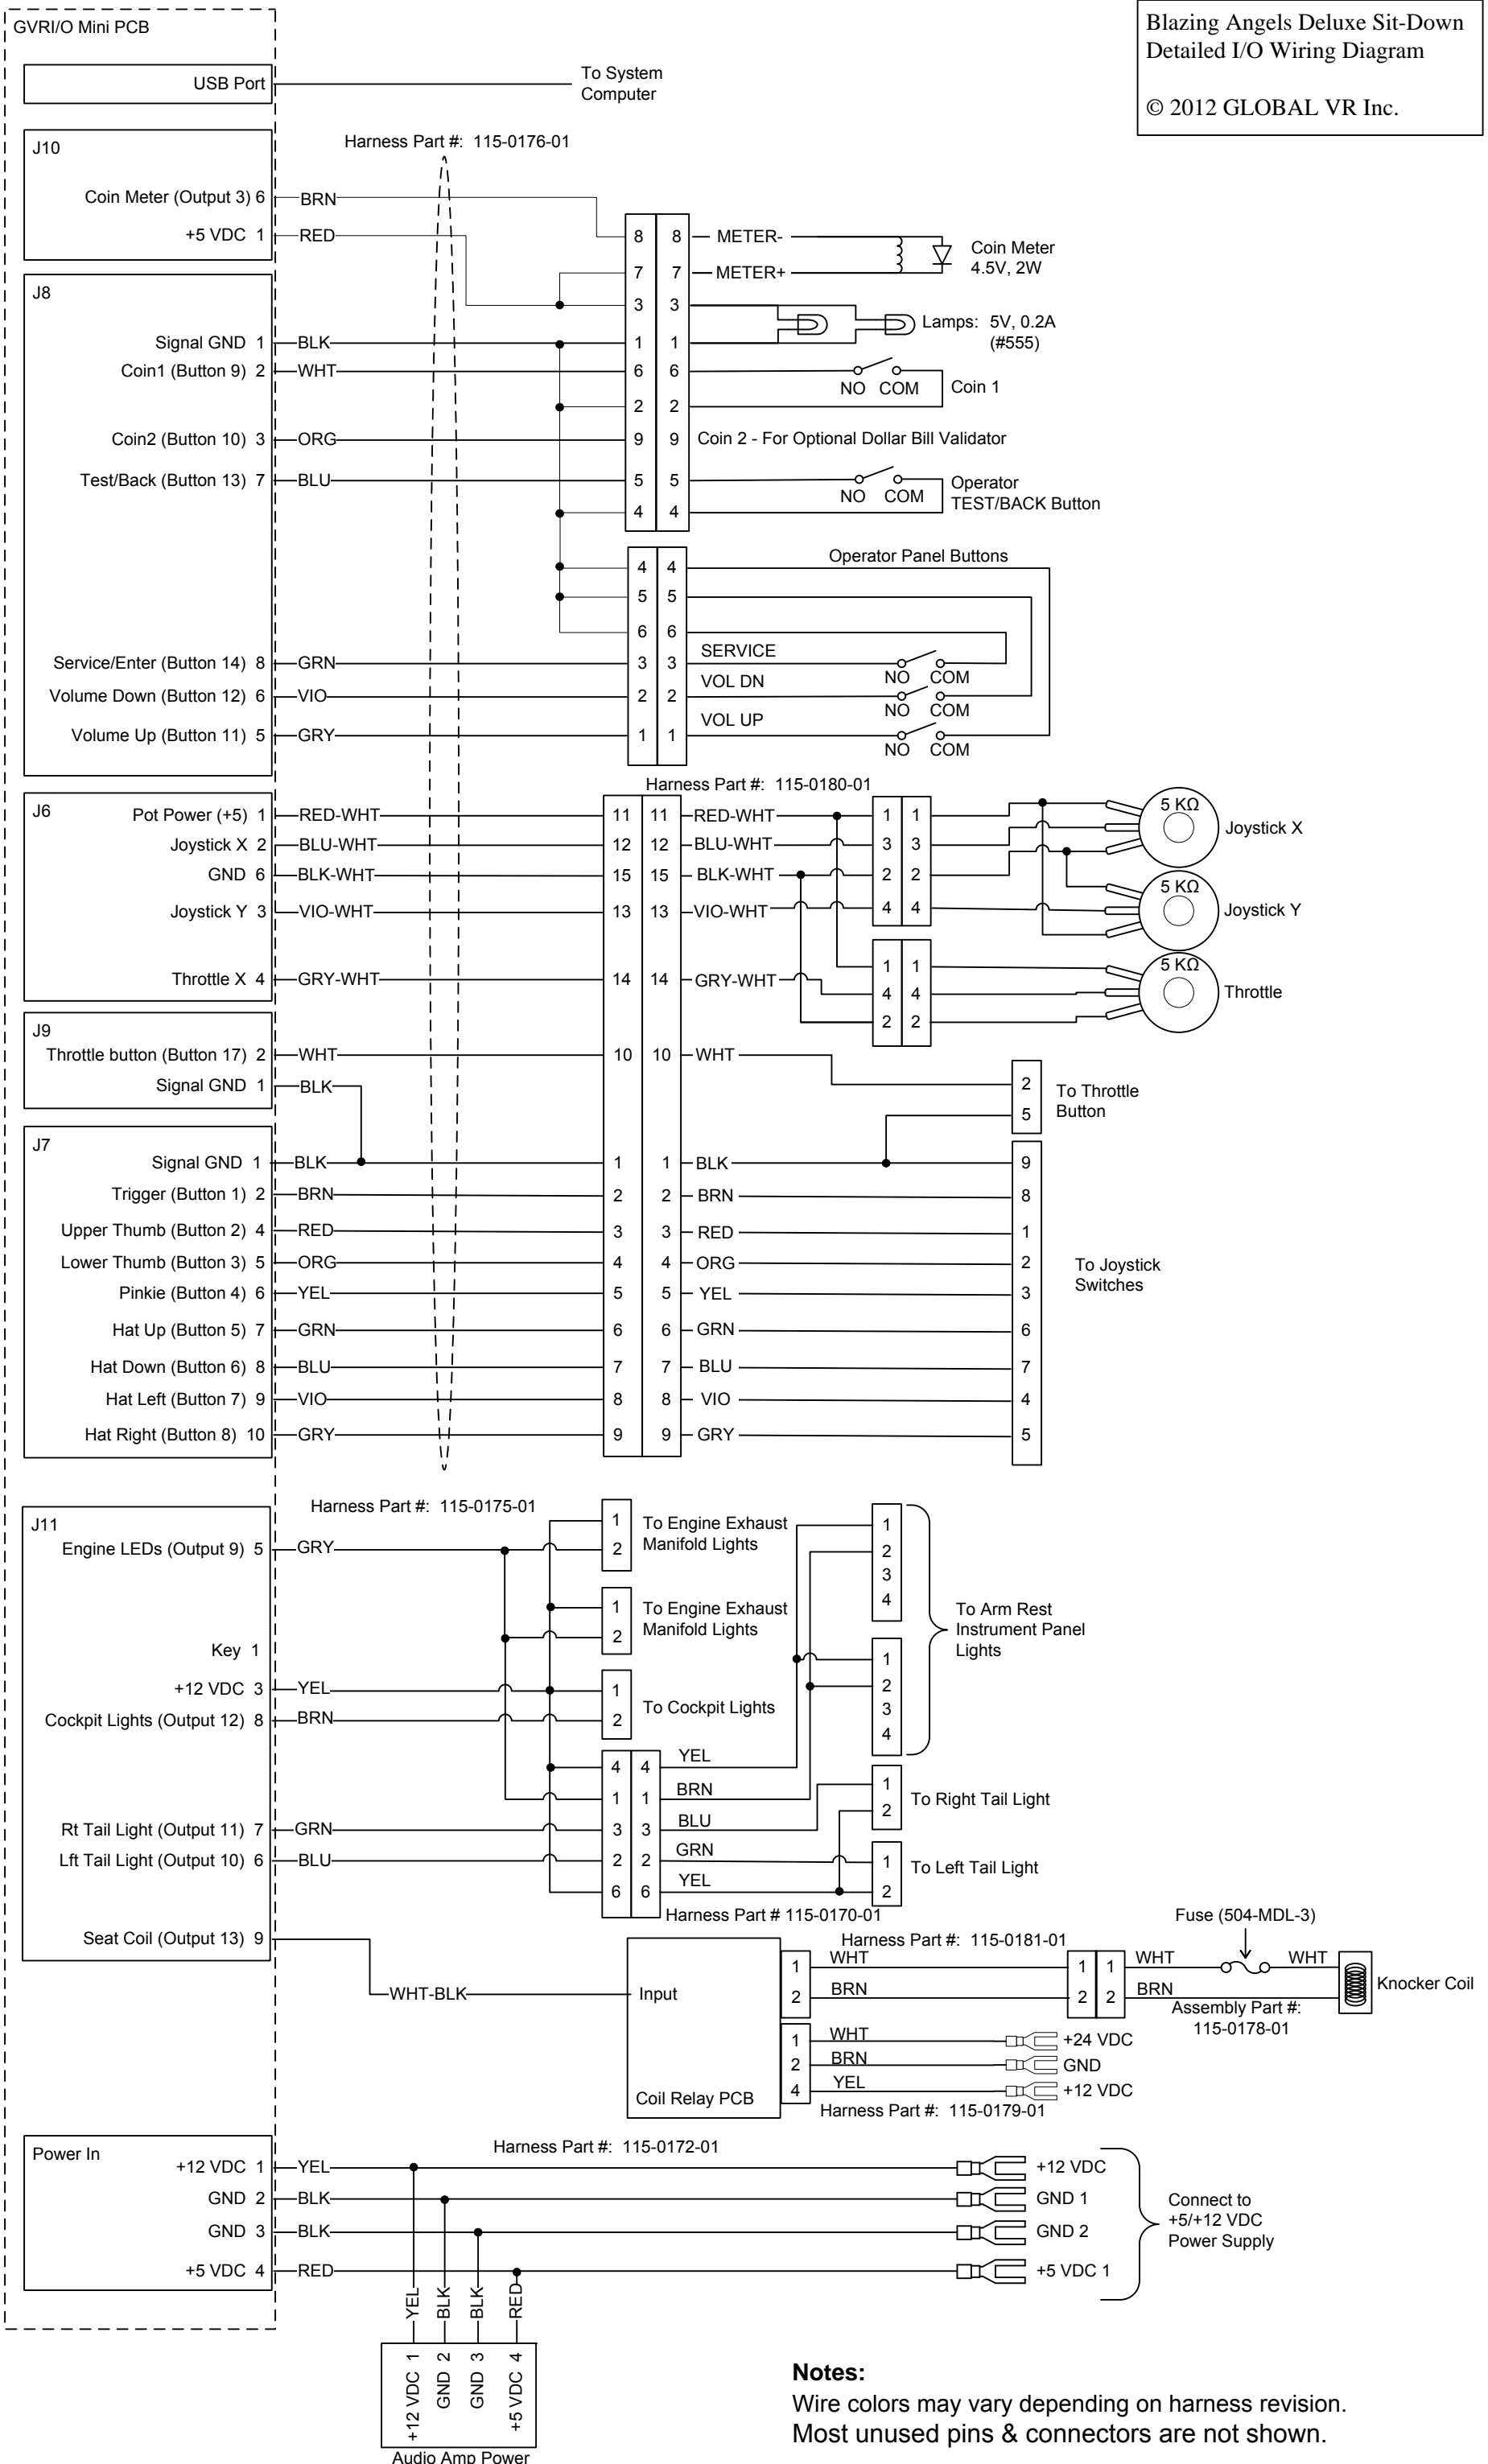 GVRI/O Mini PCB
Blazing Angels Deluxe Sit-Down
Detailed I/O Wiring Diagram
© 2012 GLOBAL VR Inc.
USB Port
To System
Computer
J10
Harness Part #: 115-0176-01
Coin Meter (Output 3) 6
BRN
+5 VDC 1
RED
8 8
METER-
7 7
METER+
Coin Meter
4.5V, 2W
J8
3 3
Lamps: 5V, 0.2A
(#555)
Signal GND 1
BLK
1 1
Coin1 (Button 9) 2
WHT
6 6
NO COM
Coin 1
2 2
Coin2 (Button 10) 3
ORG
9 9
Coin 2 - For Optional Dollar Bill Validator
Test/Back (Button 13) 7
BLU
5 5
NO COM
Operator
TEST/BACK Button
4 4
Operator Panel Buttons
4 4
5 5
6 6
Service/Enter (Button 14) 8
GRN
3 3
SERVICE
NO COM
Volume Down (Button 12) 6
VIO
2 2
VOL DN
NO COM
Volume Up (Button 11) 5
GRY
1 1
VOL UP
NO COM
Harness Part #: 115-0180-01
J6
Pot Power (+5) 1
RED-WHT
11 11
RED-WHT
1 1
5 KΩ
Joystick X
Joystick X 2
BLU-WHT
12 12
BLU-WHT
3 3
GND 6
BLK-WHT
15 15
BLK-WHT
2 2
5 KΩ
Joystick Y
Joystick Y 3
VIO-WHT
13 13
VIO-WHT
4 4
1 1
5 KΩ
Throttle
Throttle X 4
GRY-WHT
14 14
GRY-WHT
4 4
2 2
J9
Throttle button (Button 17) 2
WHT
10 10
WHT
Signal GND 1
BLK
2
5
To Throttle
Button
J7
Signal GND 1
BLK
1 1
BLK
9
Trigger (Button 1) 2
BRN
2 2
BRN
8
Upper Thumb (Button 2) 4
RED
3 3
RED
1
Lower Thumb (Button 3) 5
ORG
4 4
ORG
2
To Joystick
Switches
Pinkie (Button 4) 6
YEL
5 5
YEL
3
Hat Up (Button 5) 7
GRN
6 6
GRN
6
Hat Down (Button 6) 8
BLU
7 7
BLU
7
Hat Left (Button 7) 9
VIO
8 8
VIO
4
Hat Right (Button 8) 10
GRY
9 9
GRY
5
J11
Harness Part #: 115-0175-01
Engine LEDs (Output 9) 5
GRY
1
2
To Engine Exhaust
Manifold Lights
1
2
3
4
1
2
To Engine Exhaust
Manifold Lights
To Arm Rest
Instrument Panel
Lights
Key 1
1
2
3
4
+12 VDC 3
YEL
Cockpit Lights (Output 12) 8
BRN
1
2
To Cockpit Lights
4 4
YEL
1 1
BRN
1
2
To Right Tail Light
Rt Tail Light (Output 11) 7
GRN
3 3
BLU
Lft Tail Light (Output 10) 6
BLU
2 2
GRN
1
2
To Left Tail Light
6 6
YEL
Harness Part # 115-0170-01
Seat Coil (Output 13) 9
WHT-BLK
Input
Coil Relay PCB
Harness Part #: 115-0181-01
Fuse (504-MDL-3)
1
WHT
1 1
WHT
WHT
2
BRN
2 2
BRN
Knocker Coil
Assembly Part #:
115-0178-01
1
WHT
+24 VDC
2
BRN
GND
4
YEL
+12 VDC
Harness Part #: 115-0179-01
Power In
Harness Part #: 115-0172-01
+12 VDC 1
YEL
+12 VDC
GND 2
BLK
GND 1
GND 3
BLK
GND 2
+5 VDC 4
RED
+5 VDC 1
Connect to
+5/+12 VDC
Power Supply
YEL
BLK
BLK
RED
+12 VDC 1
GND 2
GND 3
+5 VDC 4
Audio Amp Power
Notes:
Wire colors may vary depending on harness revision.
Most unused pins & connectors are not shown.